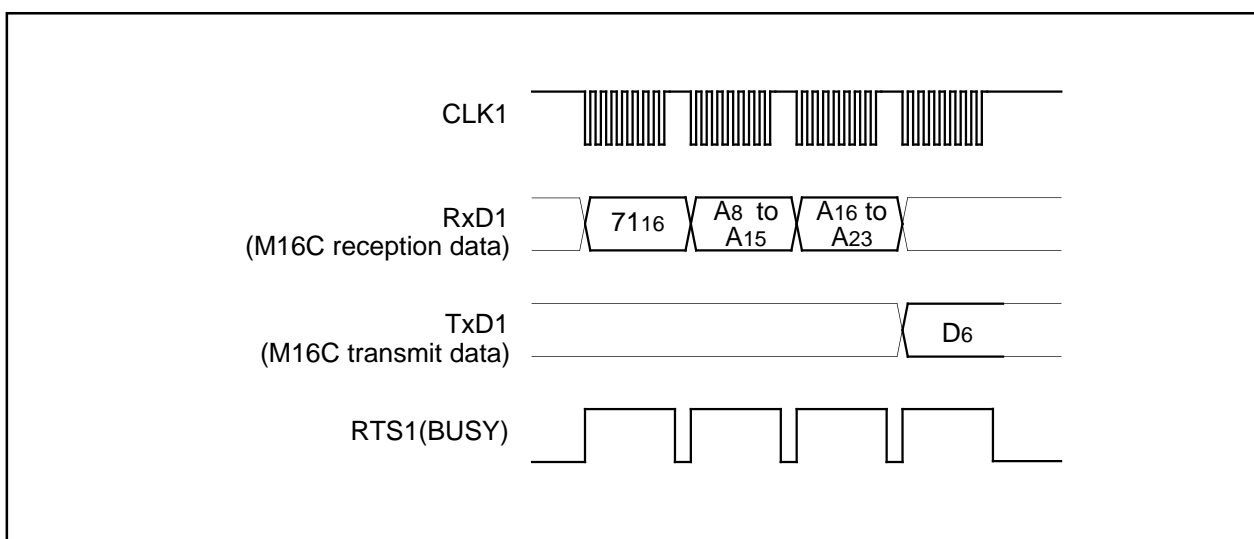 CLK1
RxD1
(M16C reception data)
7116
A8 to
A15
A16 to
A23
TxD1
(M16C transmit data)
D6
RTS1(BUSY)